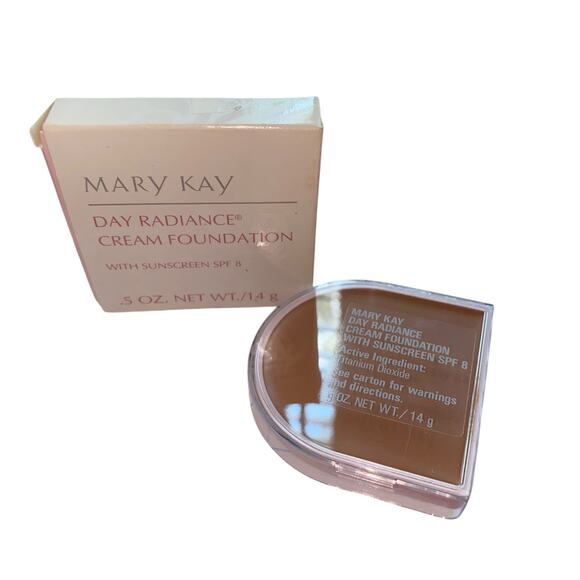 MARY KAY
DAY RADIANCE®
CREAM FOUNDATION
WITH SUNSCREEN SPF 8
.5 OZ. NET WT./14 g
MARY KAY
DAY RADIANCE
CREAM FOUNDATION
WITH SUNSCREEN SPF 8
Active Ingredient:
Titanium Dioxide
See carton for warnings
and directions.
.5 OZ. NET WT./14 g